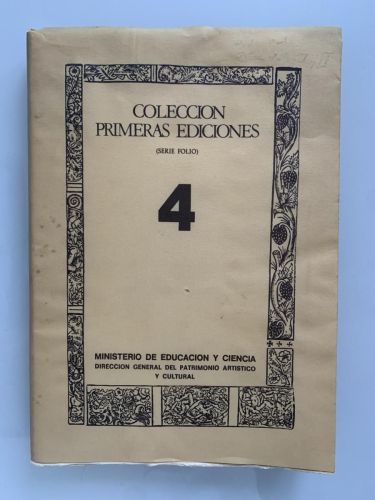 COLECCION
PRIMERAS EDICIONES
(SERIE FOLIO)
4
MINISTERIO DE EDUCACION Y CIENCIA
DIRECCION GENERAL DEL PATRIMONIO ARTISTICO
Y CULTURAL